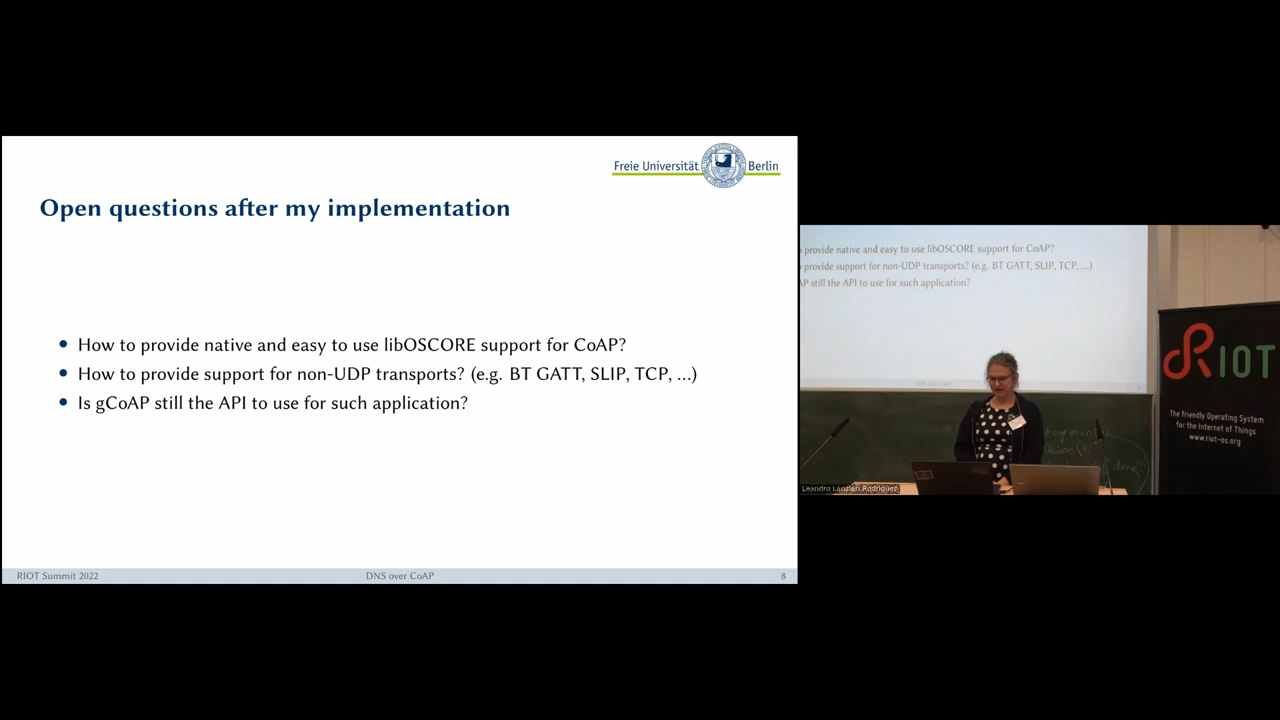 Freie Universität Berlin
Open questions after my implementation
• How to provide native and easy to use libOSCORE support for CoAP?
• How to provide support for non-UDP transports? (e.g. BT GATT, SLIP, TCP, ...)
• Is gCoAP still the API to use for such application?
RIOT Summit 2022
DNS over CoAP
8
provide native and easy to use libOSCORE support for CoAP?
provide support for non-UDP transports? (e.g. BT GATT, SLIP, TCP, ...)
AP still the API to use for such application?
RIOT
The friendly Operating System
for the Internet of Things
www.riot-os.org
Leandro Lanzieri Rodriguez